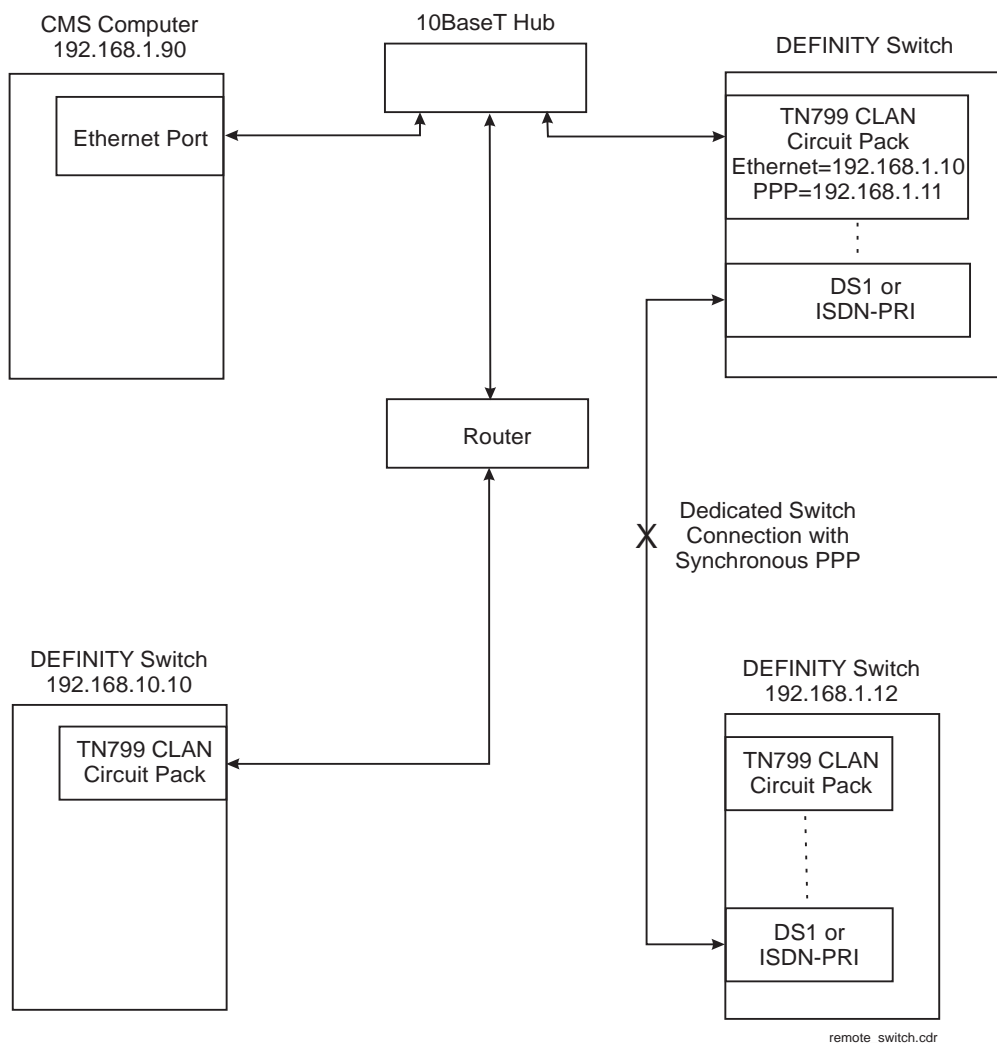 CMS Computer
192.168.1.90
10BaseT Hub
DEFINITY Switch
Ethernet Port
TN799 CLAN
Circuit Pack
Ethernet=192.168.1.10
PPP=192.168.1.11
DS1 or
ISDN-PRI
Router
X
Dedicated Switch
Connection with
Synchronous PPP
DEFINITY Switch
192.168.10.10
TN799 CLAN
Circuit Pack
DEFINITY Switch
192.168.1.12
TN799 CLAN
Circuit Pack
DS1 or
ISDN-PRI
remote_switch.cdr